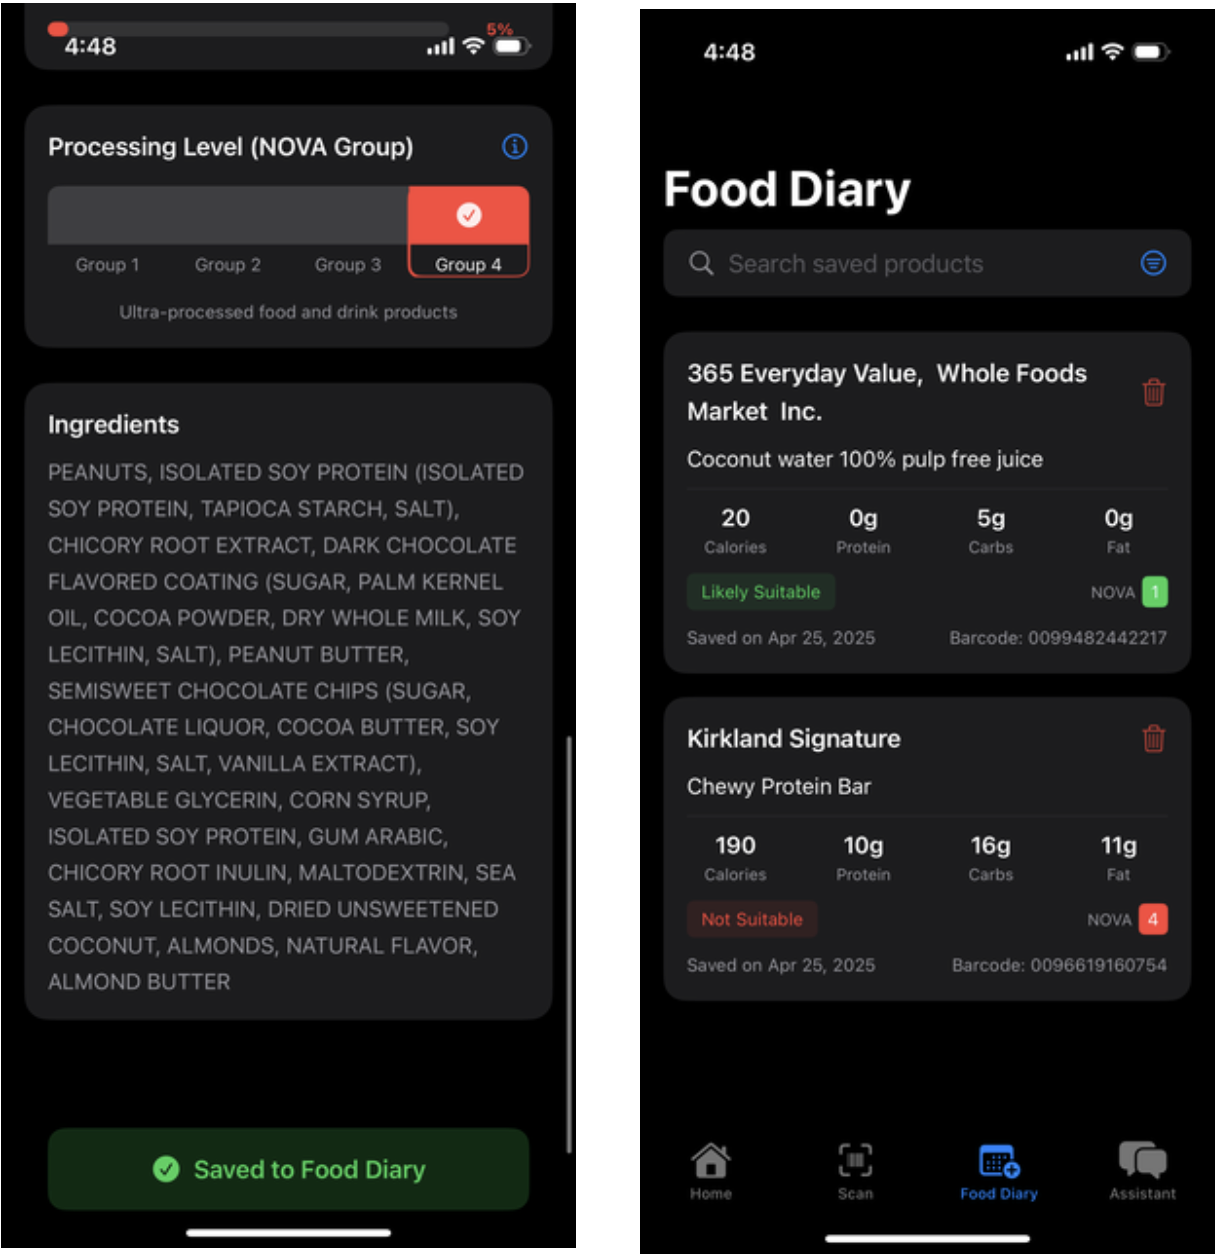 5%
4:48
Processing Level (NOVA Group)
Group 1
Group 2
Group 3
Group 4
Ultra-processed food and drink products
Ingredients
PEANUTS, ISOLATED SOY PROTEIN (ISOLATED
SOY PROTEIN, TAPIOCA STARCH, SALT),
CHICORY ROOT EXTRACT, DARK CHOCOLATE
FLAVORED COATING (SUGAR, PALM KERNEL
OIL, COCOA POWDER, DRY WHOLE MILK, SOY
LECITHIN, SALT), PEANUT BUTTER,
SEMISWEET CHOCOLATE CHIPS (SUGAR,
CHOCOLATE LIQUOR, COCOA BUTTER, SOY
LECITHIN, SALT, VANILLA EXTRACT),
VEGETABLE GLYCERIN, CORN SYRUP,
ISOLATED SOY PROTEIN, GUM ARABIC,
CHICORY ROOT INULIN, MALTODEXTRIN, SEA
SALT, SOY LECITHIN, DRIED UNSWEETENED
COCONUT, ALMONDS, NATURAL FLAVOR,
ALMOND BUTTER
Saved to Food Diary
4:48
Food Diary
Search saved products
365 Everyday Value,  Whole Foods
Market  Inc.
Coconut water 100% pulp free juice
20 0g 5g 0g
Calories Protein Carbs Fat
Likely Suitable NOVA 1
Saved on Apr 25, 2025 Barcode: 0099482442217
Kirkland Signature
Chewy Protein Bar
190 10g 16g 11g
Calories Protein Carbs Fat
Not Suitable NOVA 4
Saved on Apr 25, 2025 Barcode: 0096619160754
Home Scan Food Diary Assistant